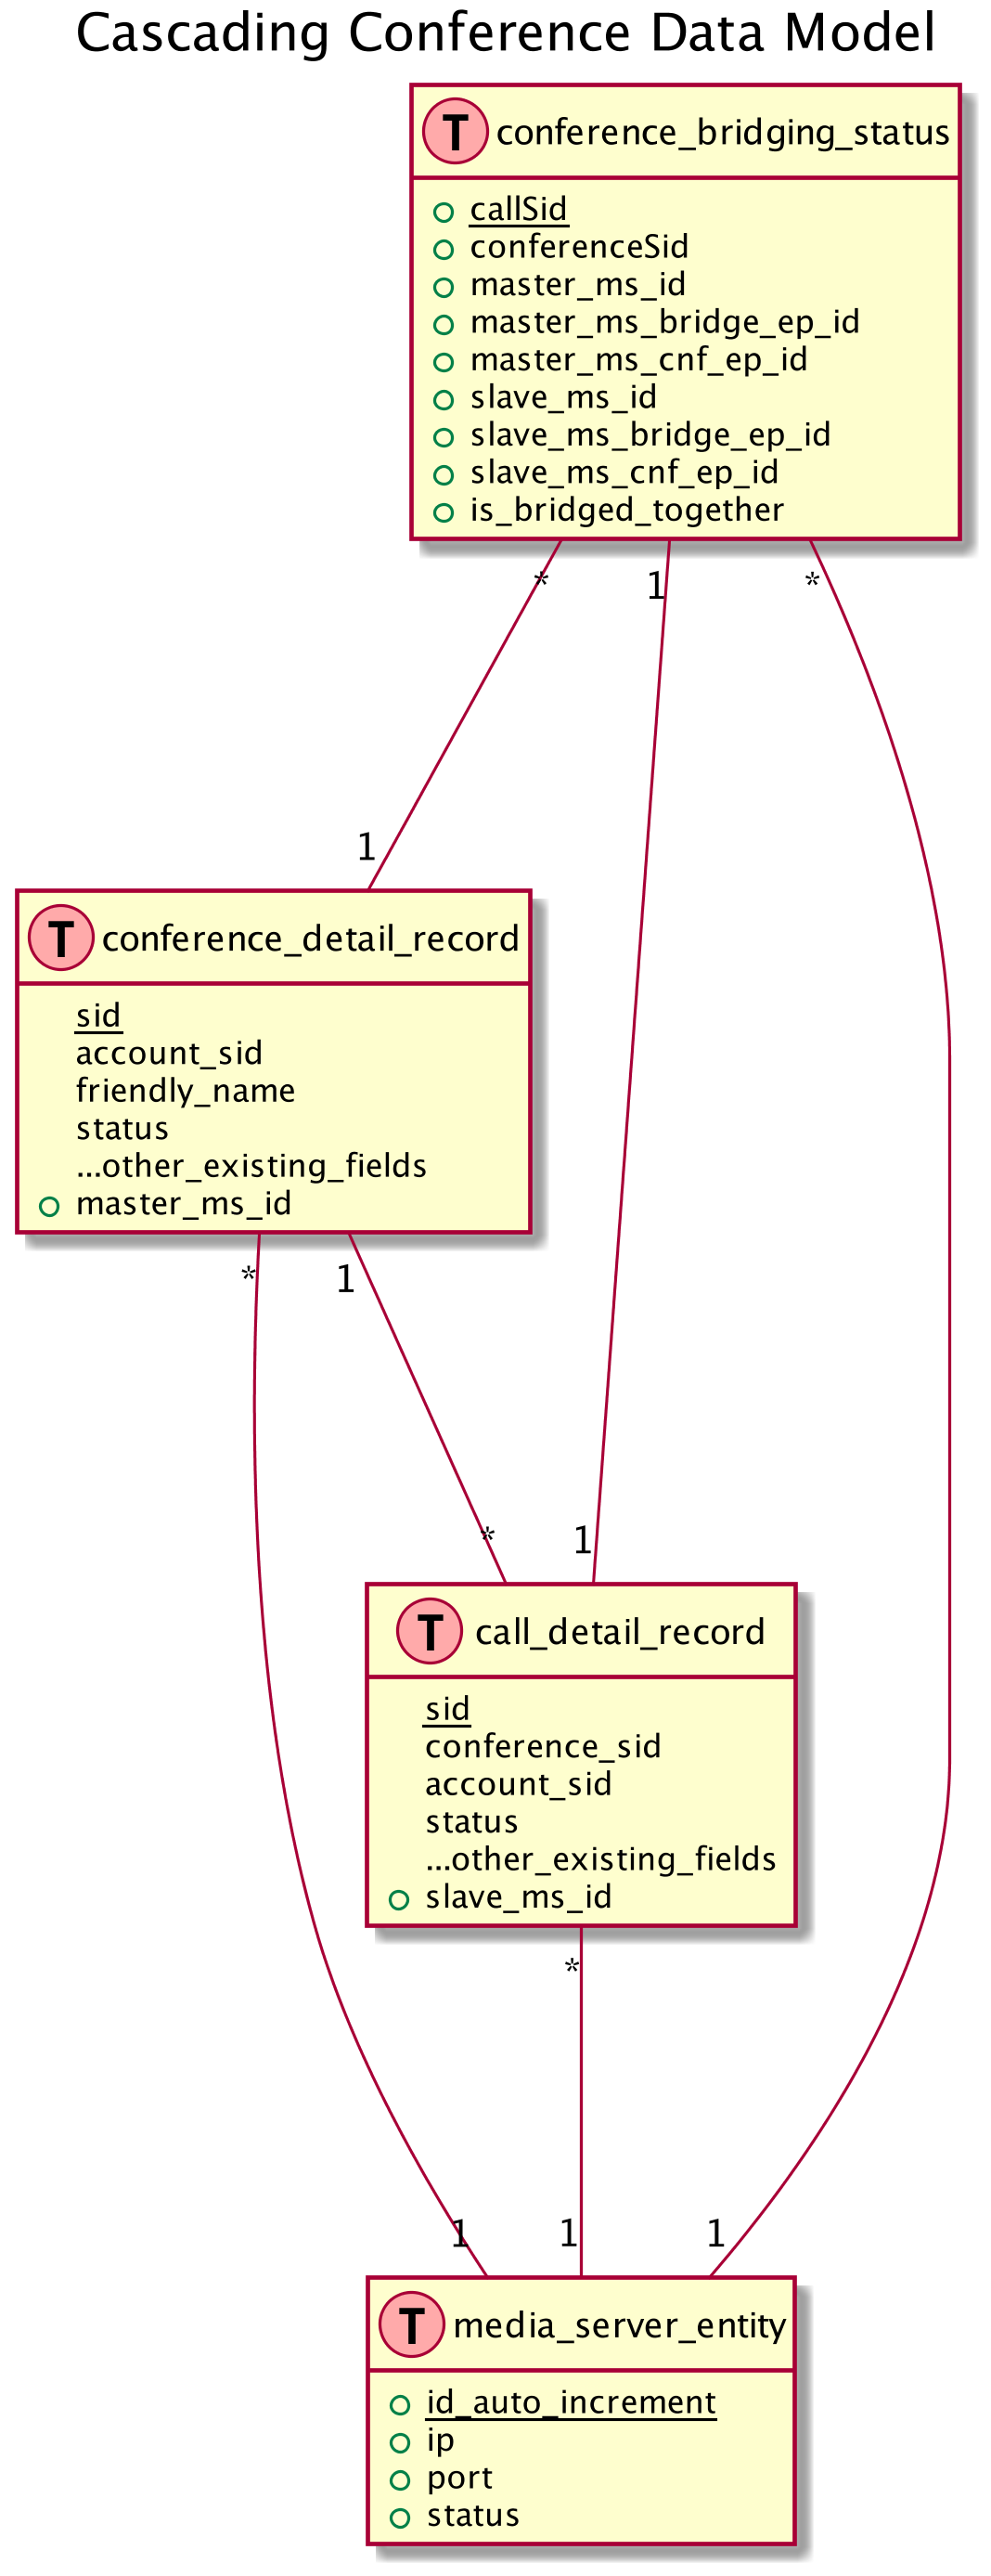 Cascading Conference Data Model
T conference_bridging_status
callSid
conferenceSid
master_ms_id
master_ms_bridge_ep_id
master_ms_cnf_ep_id
slave_ms_id
slave_ms_bridge_ep_id
slave_ms_cnf_ep_id
is_bridged_together
* 1 *
1
T conference_detail_record
sid
account_sid
friendly_name
status
...other_existing_fields
master_ms_id
* 1
* 1
T call_detail_record
sid
conference_sid
account_sid
status
...other_existing_fields
slave_ms_id
*
1 1 1
T media_server_entity
id_auto_increment
ip
port
status